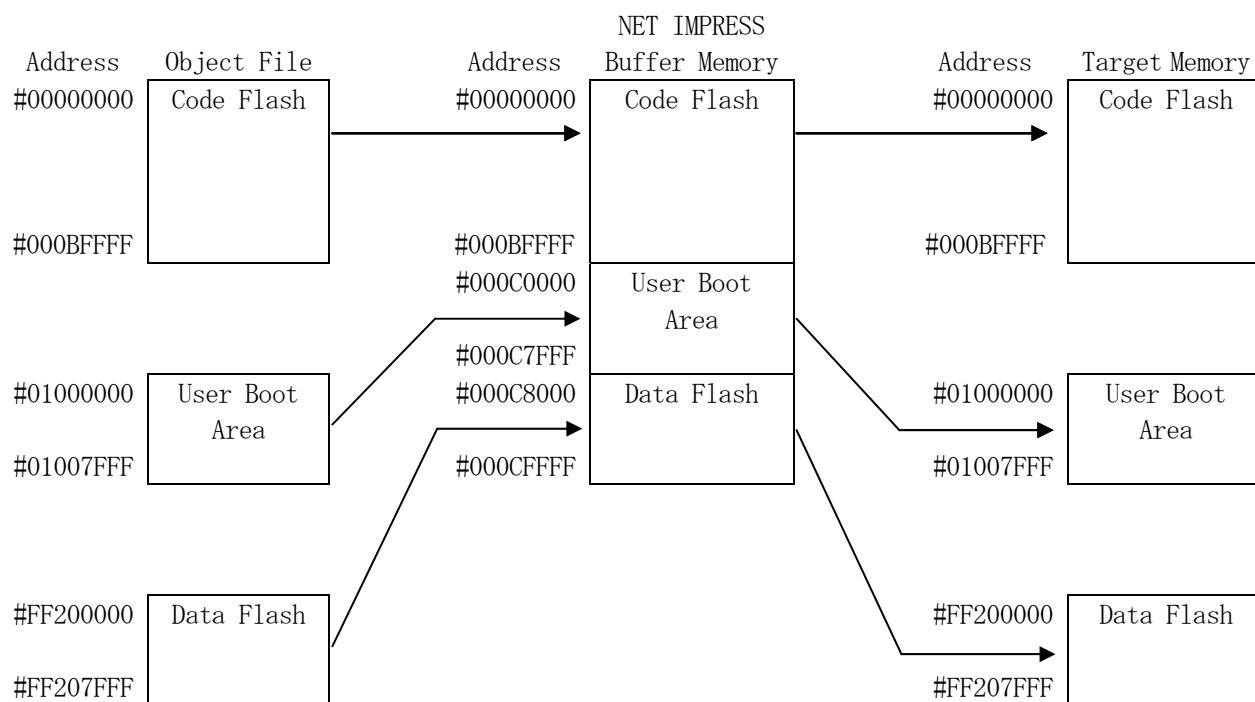 NET IMPRESS
Address Object File Address Buffer Memory Address Target Memory
#00000000 Code Flash #00000000 Code Flash #00000000 Code Flash
#000BFFFF #000BFFFF #000BFFFF
#000C0000 User Boot
Area
#000C7FFF
#01000000 User Boot #000C8000 Data Flash #01000000 User Boot
Area Area
#01007FFF #000CFFFF #01007FFF
#FF200000 Data Flash #FF200000 Data Flash
#FF207FFF #FF207FFF